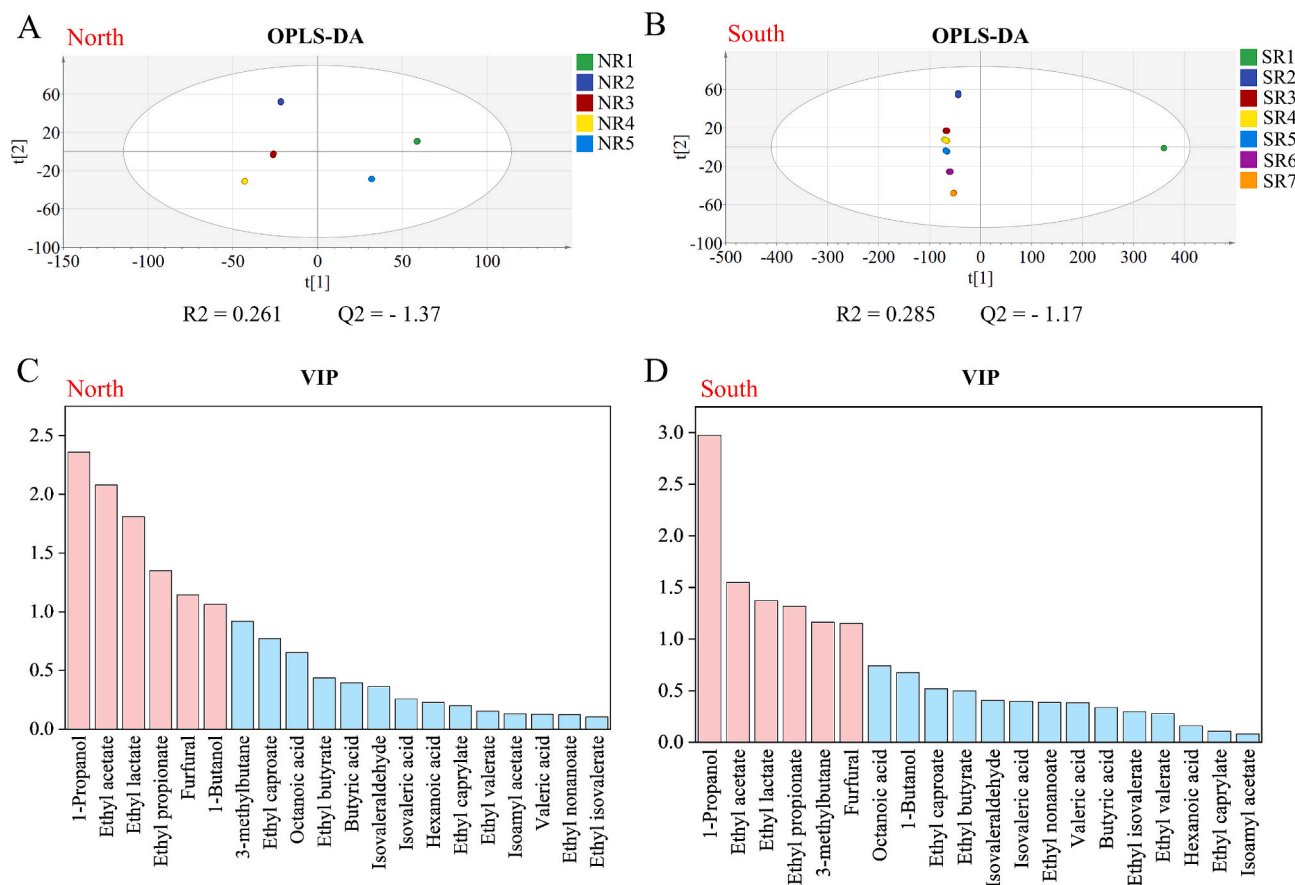 A
North
OPLS-DA
NR1
NR2
NR3
NR4
NR5
t[2]
60
20
-20
-60
-100
-150
-100
-50
0
50
100
t[1]
R2 = 0.261 Q2 = - 1.37
B
South
OPLS-DA
SR1
SR2
SR3
SR4
SR5
SR6
SR7
t[2]
60
20
-20
-60
-100
-500
-400
-300
-200
-100
0
100
200
300
400
t[1]
R2 = 0.285 Q2 = - 1.17
C
North
VIP
2.5
2.0
1.5
1.0
0.5
0.0
1-Propanol
Ethyl acetate
Ethyl lactate
Ethyl propionate
Furfural
1-Butanol
3-methylbutane
Ethyl caproate
Octanoic acid
Ethyl butyrate
Butyric acid
Isovaleraldehyde
Isovaleric acid
Hexanoic acid
Ethyl caprylate
Ethyl valerate
Isoamyl acetate
Valeric acid
Ethyl nonanoate
Ethyl isovalerate
D
South
VIP
3.0
2.5
2.0
1.5
1.0
0.5
0.0
1-Propanol
Ethyl acetate
Ethyl lactate
Ethyl propionate
3-methylbutane
Furfural
Octanoic acid
1-Butanol
Ethyl caproate
Ethyl butyrate
Isovaleraldehyde
Isovaleric acid
Ethyl nonanoate
Valeric acid
Butyric acid
Ethyl isovalerate
Ethyl valerate
Hexanoic acid
Ethyl caprylate
Isoamyl acetate